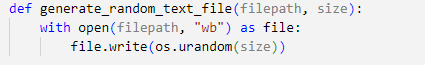 def generate_random_text_file(filepath, size):
    with open(filepath, "wb") as file:
        file.write(os.urandom(size))